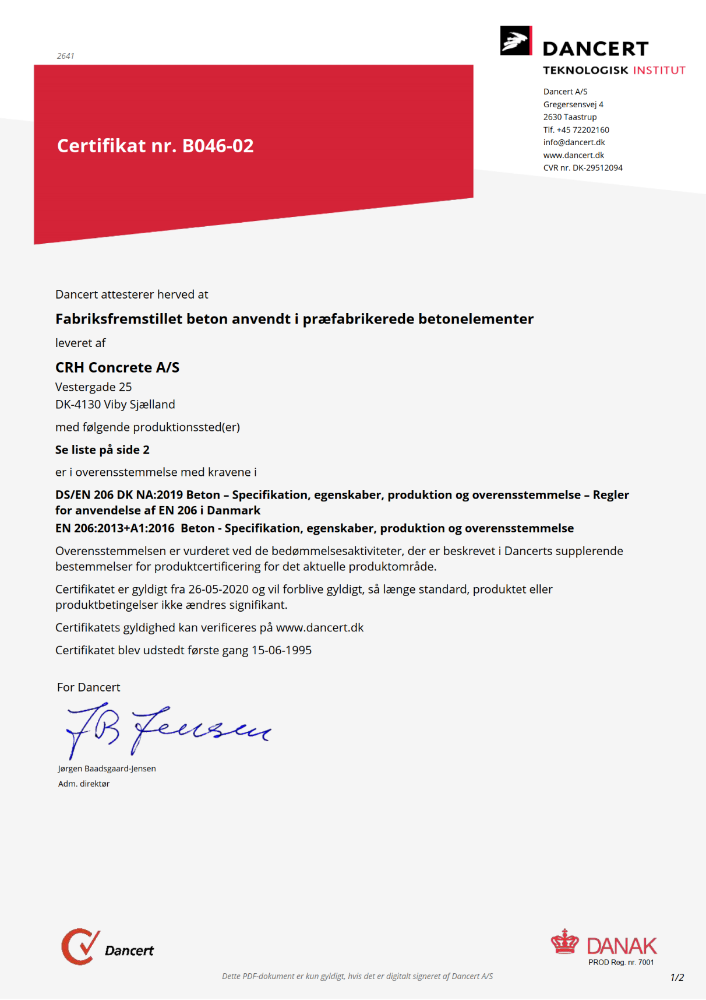 2641
DANCERT
TEKNOLOGISK INSTITUT
Dancert A/S
Gregersensvej 4
2630 Taastrup
Tlf. +45 72202160
info@dancert.dk
www.dancert.dk
CVR nr. DK-29512094
Certifikat nr. B046-02
Dancert attesterer herved at
Fabriksfremstillet beton anvendt i præfabrikerede betonelementer
leveret af
CRH Concrete A/S
Vestergade 25
DK-4130 Viby Sjælland
med følgende produktionssted(er)
Se liste på side 2
er i overensstemmelse med kravene i
DS/EN 206 DK NA:2019 Beton – Specifikation, egenskaber, produktion og overensstemmelse – Regler
for anvendelse af EN 206 i Danmark
EN 206:2013+A1:2016 Beton - Specifikation, egenskaber, produktion og overensstemmelse
Overensstemmelsen er vurderet ved de bedømmelsesaktiviteter, der er beskrevet i Dancerts supplerende
bestemmelser for produktcertificering for det aktuelle produktområde.
Certifikatet er gyldigt fra 26-05-2020 og vil forblive gyldigt, så længe standard, produktet eller
produktbetingelser ikke ændres signifikant.
Certifikatets gyldighed kan verificeres på www.dancert.dk
Certifikatet blev udstedt første gang 15-06-1995
For Dancert
JB Jensen
Jørgen Baadsgaard-Jensen
Adm. direktør
Dancert
DANAK
PROD Reg. nr. 7001
Dette PDF-dokument er kun gyldigt, hvis det er digitalt signeret af Dancert A/S
1/2